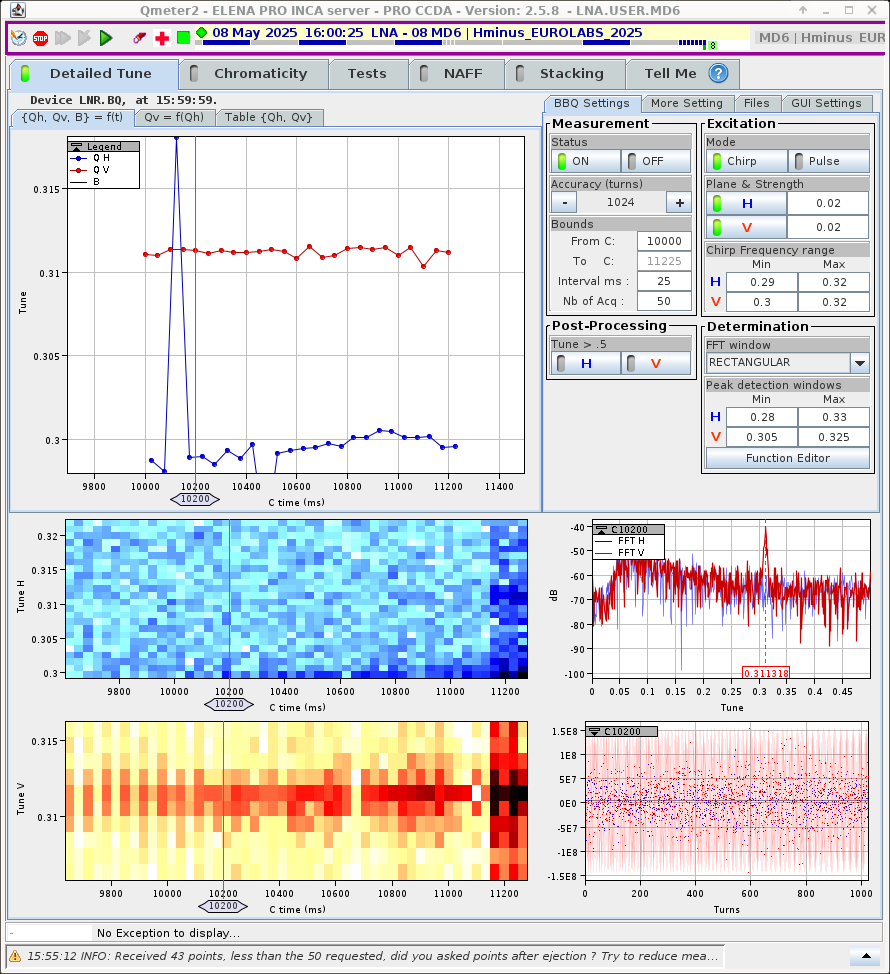 Qmeter2 - ELENA PRO INCA server - PRO CCDA - Version: 2.5.8 - LNA.USER.MD6
STOP
08 May 2025 16:00:25 LNA - 08 MD6 | Hminus_EUROLABS_2025
8
MD6 | Hminus EUR
Detailed Tune
Chromaticity
Tests
NAFF
Stacking
Tell Me ?
Device LNR.BQ, at 15:59:59.
{Qh, Qv, B} = f(t)
Qv = f(Qh)
Table {Qh, Qv}
Legend
Q H
Q V
B
0.315
0.31
0.305
0.3
Tune
9800 10000 10200 10400 10600 10800 11000 11200 11400
10200
C time (ms)
BBQ Settings
More Setting
Files
GUI Settings
Measurement
Status
ON
OFF
Accuracy (turns)
- 1024 +
Bounds
From C: 10000
To C: 11225
Interval ms : 25
Nb of Acq : 50
Post-Processing
Tune > .5
H
V
Excitation
Mode
Chirp
Pulse
Plane & Strength
H 0.02
V 0.02
Chirp Frequency range
Min Max
H 0.29 0.32
V 0.3 0.32
Determination
FFT window
RECTANGULAR
Peak detection windows
Min Max
H 0.28 0.33
V 0.305 0.325
Function Editor
0.32
0.315
0.31
0.305
0.3
Tune H
9800 10000 10200 10400 10600 10800 11000 11200
10200
C time (ms)
C10200
FFT H
FFT V
-40
-50
-60
-70
-80
-90
-100
dB
0.311318
0 0.05 0.1 0.15 0.2 0.25 0.3 0.35 0.4 0.45
Tune
0.315
0.31
Tune V
9800 10000 10200 10400 10600 10800 11000 11200
10200
C time (ms)
C10200
1.5E8
1E8
5E7
0E0
-5E7
-1E8
-1.5E8
0 200 400 600 800 1000
Turns
-
No Exception to display...
15:55:12 INFO: Received 43 points, less than the 50 requested, did you asked points after ejection ? Try to reduce mea...